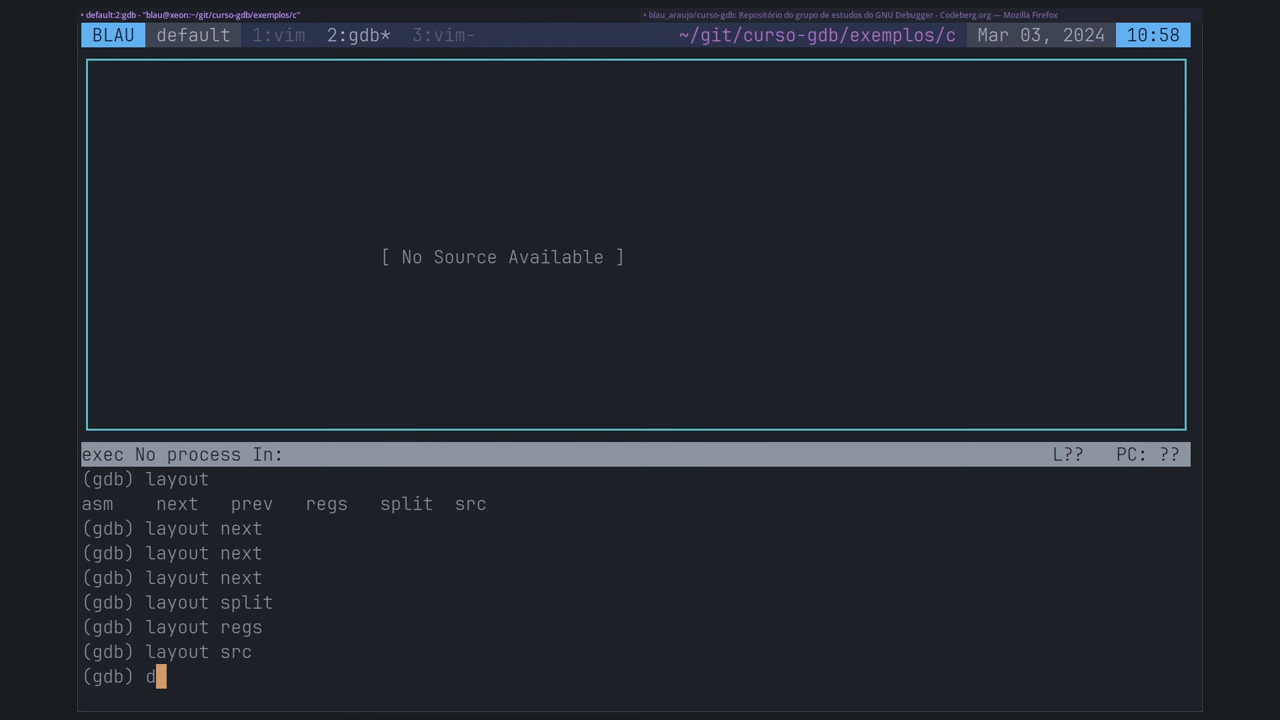 • default:2:gdb - "blau@xeon:~/git/curso-gdb/exemplos/c"
• blau_araujo/curso-gdb: Repositório do grupo de estudos do GNU Debugger - Codeberg.org — Mozilla Firefox
BLAU default 1:vim 2:gdb* 3:vim- ~/git/curso-gdb/exemplos/c Mar 03, 2024 10:58
[ No Source Available ]
exec No process In: L?? PC: ??
(gdb) layout
asm next prev regs split src
(gdb) layout next
(gdb) layout next
(gdb) layout next
(gdb) layout split
(gdb) layout regs
(gdb) layout src
(gdb) d